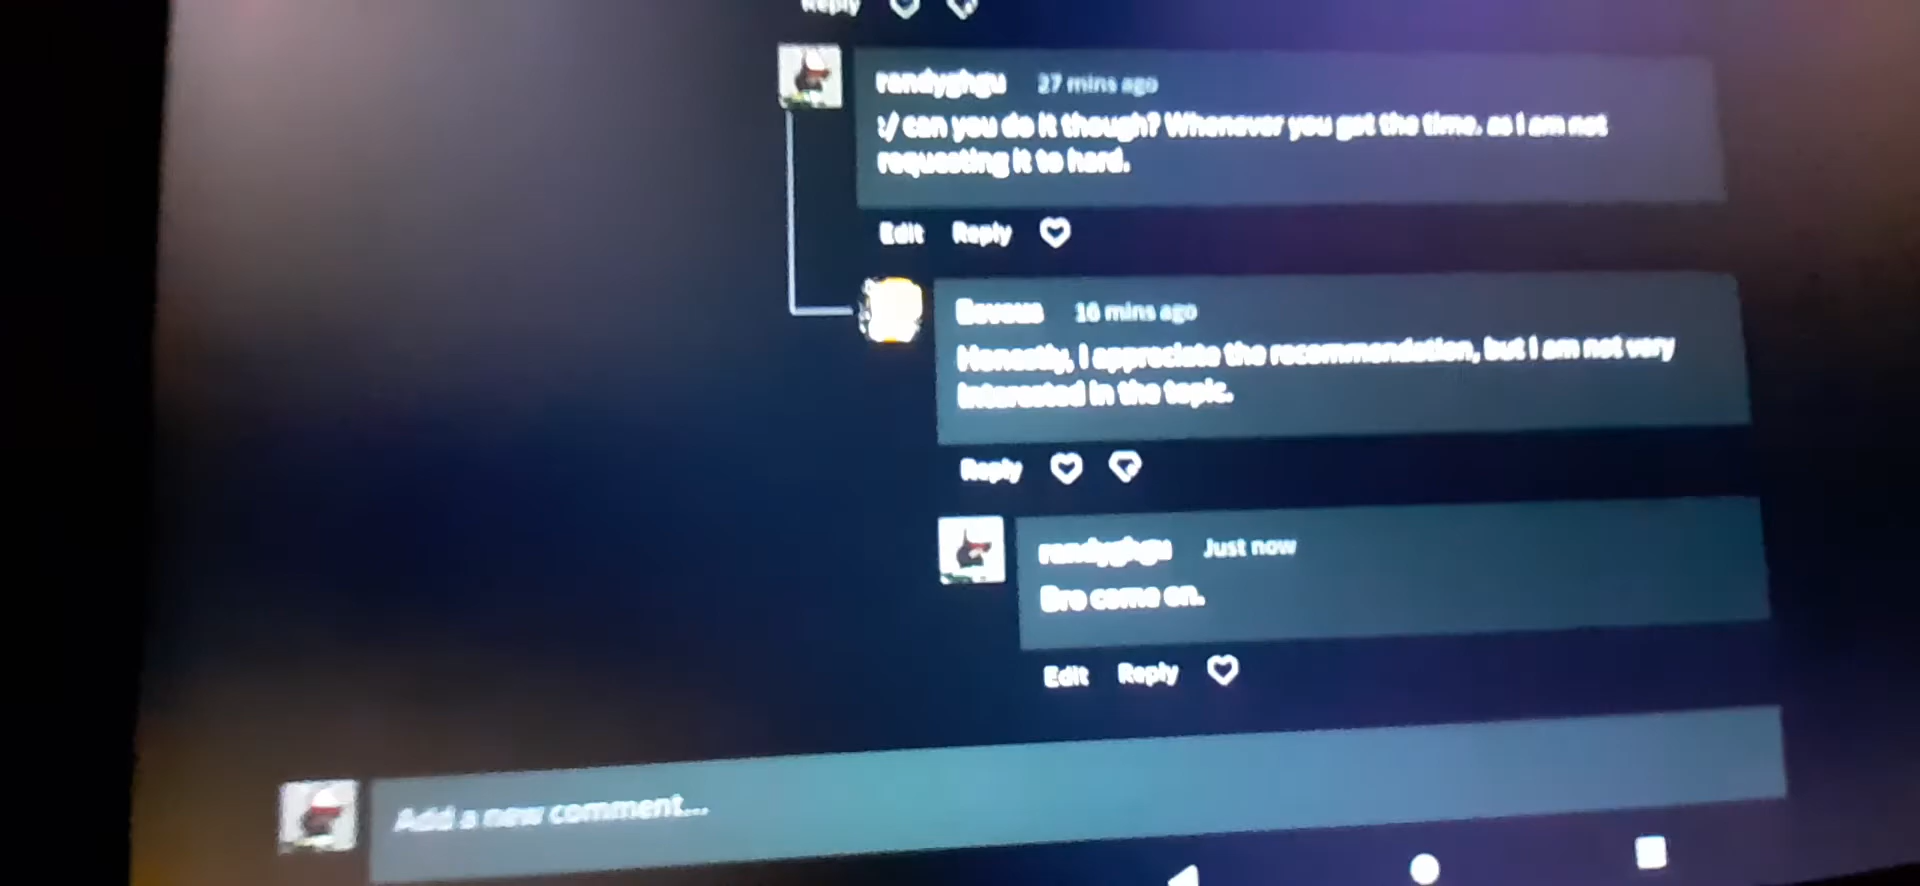 Reply
randyghgu 27 mins ago
:/ can you do it though? Whenever you got the time. as I am not
requesting it to hard.
Edit Reply
16 mins ago
Honestly, I appreciate the recommendation, but I am not very
interested in the topic.
Reply
randyghgu Just now
Bro come on.
Edit Reply
Add a new comment...